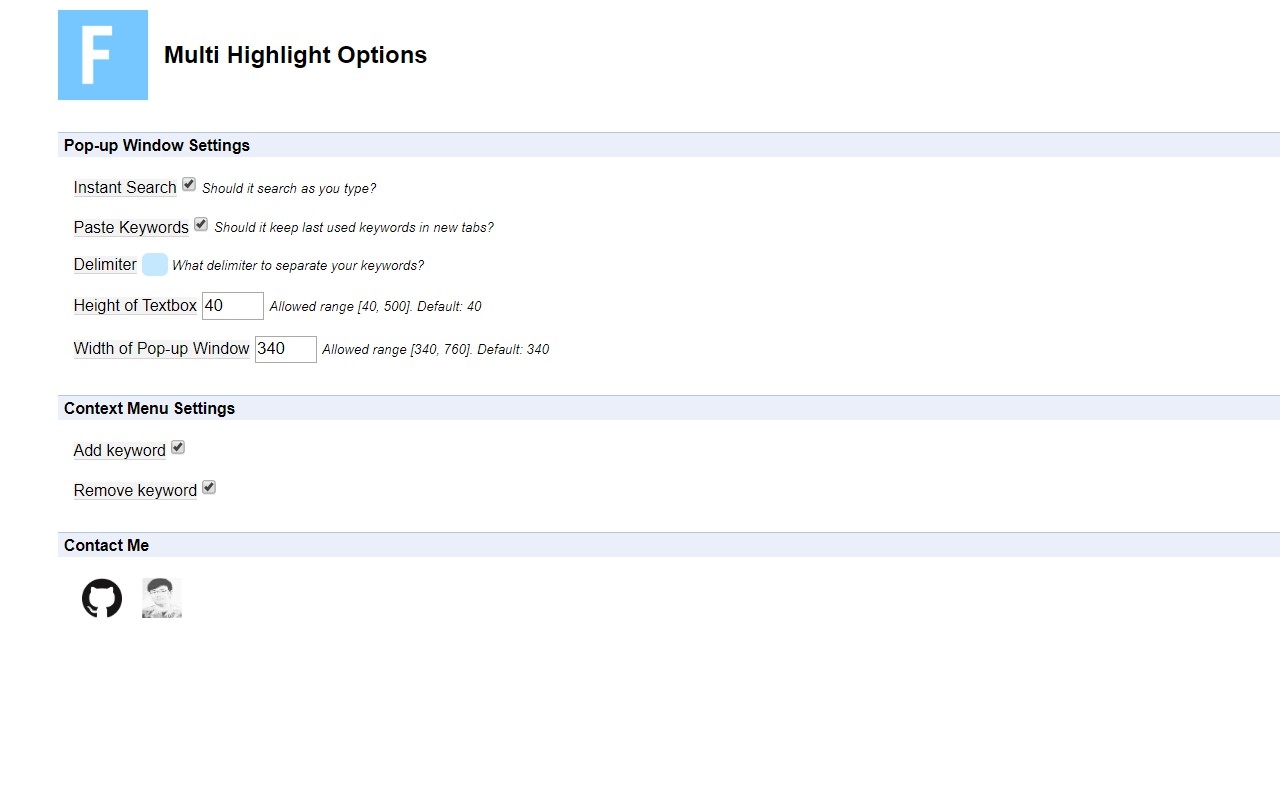 F
Multi Highlight Options
Pop-up Window Settings
Instant Search Should it search as you type?
Paste Keywords Should it keep last used keywords in new tabs?
Delimiter What delimiter to separate your keywords?
Height of Textbox 40 Allowed range [40, 500]. Default: 40
Width of Pop-up Window 340 Allowed range [340, 760]. Default: 340
Context Menu Settings
Add keyword
Remove keyword
Contact Me